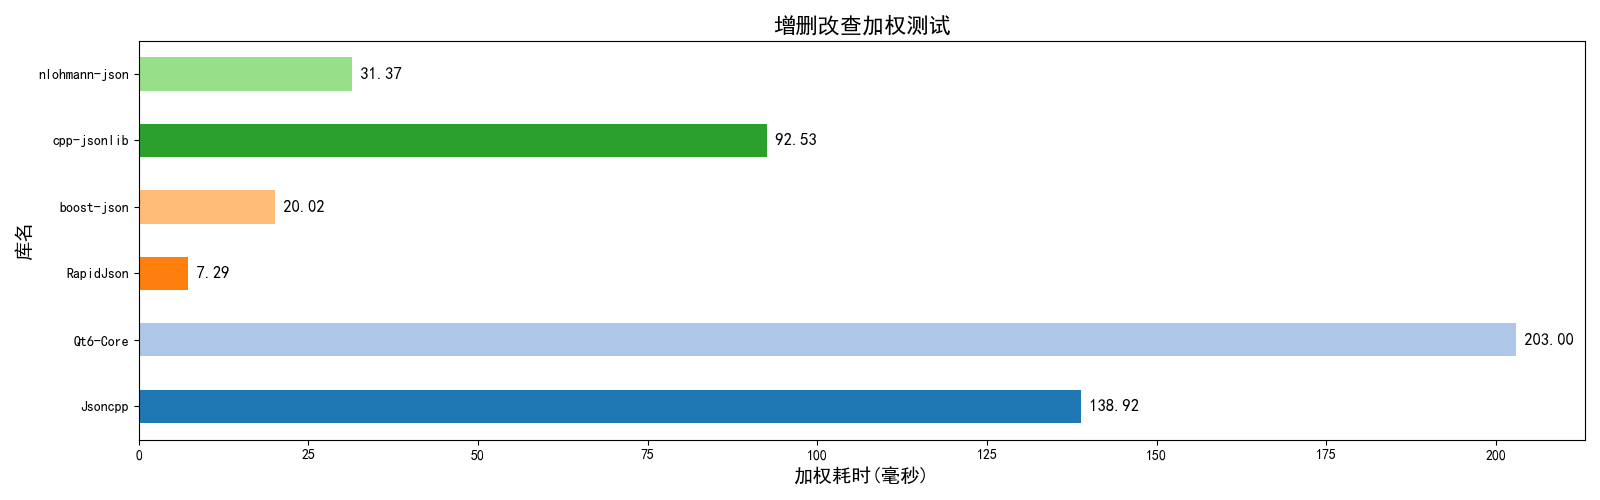 增删改查加权测试
库名
nlohmann-json 31.37
cpp-jsonlib 92.53
boost-json 20.02
RapidJson 7.29
Qt6-Core 203.00
Jsoncpp 138.92
0 25 50 75 100 125 150 175 200
加权耗时(毫秒)